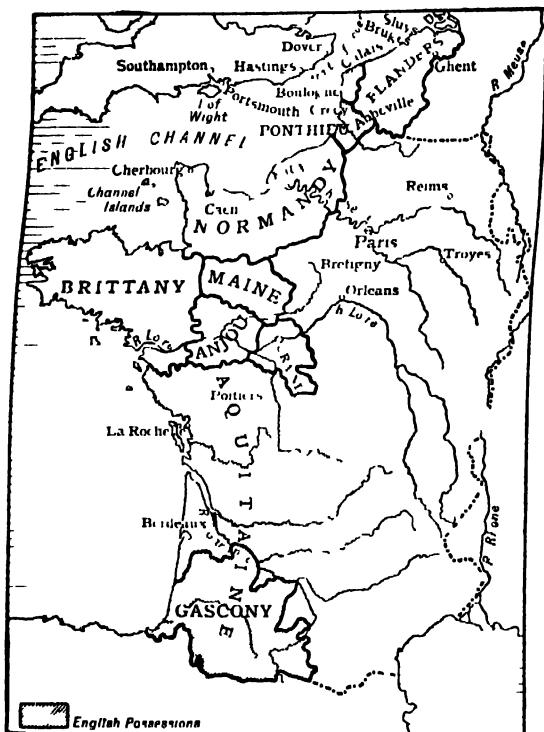 Sluys
Bruges
Dover
Calais
Southampton
Hastings
FLANDERS
Ghent
R Meuse
Boulogne
I of
Wight
Portsmouth
Crecy
Abbeville
PONTHIEU
ENGLISH CHANNEL
Cherbourg
Channel
Islands
Caen
NORMANDY
Reims
Paris
Bretigny
Troyes
BRITTANY
MAINE
Orleans
ANJOU
AQUITAINE
Poitiers
La Rochelle
Bordeaux
GASCONY
English Possessions